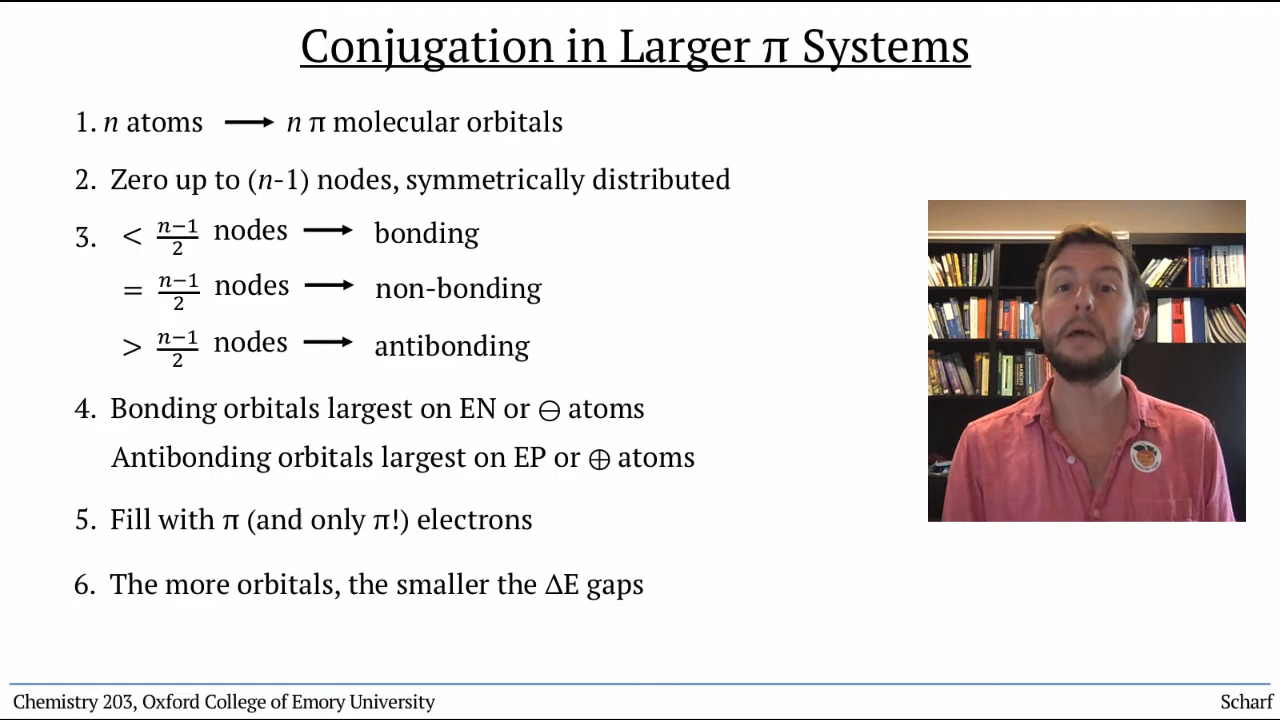 Conjugation in Larger π Systems
1. n atoms ⟶ n π molecular orbitals
2. Zero up to (n-1) nodes, symmetrically distributed
3. < n−1/2 nodes ⟶ bonding
= n−1/2 nodes ⟶ non-bonding
> n−1/2 nodes ⟶ antibonding
4. Bonding orbitals largest on EN or ⊖ atoms
Antibonding orbitals largest on EP or ⊕ atoms
5. Fill with π (and only π!) electrons
6. The more orbitals, the smaller the ΔE gaps
Chemistry 203, Oxford College of Emory University
Scharf